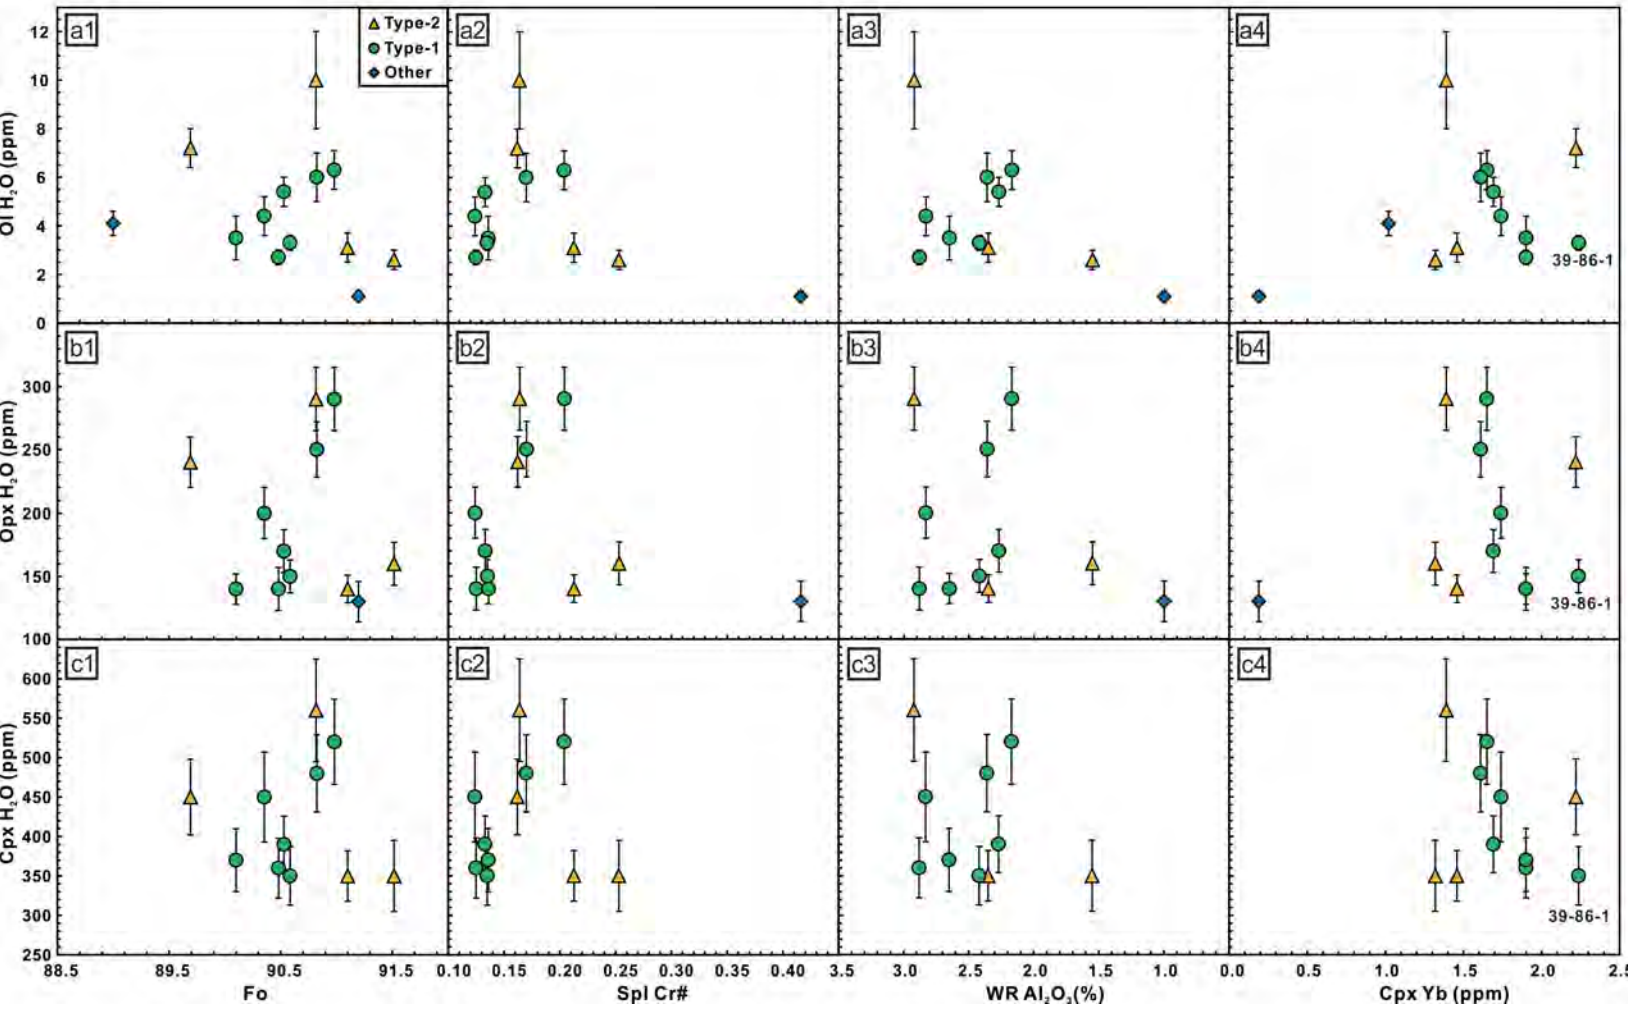 a1
Type-2
Type-1
Other
a2
a3
a4
12
10
8
6
4
2
0
Ol H₂O (ppm)
39-86-1
b1
b2
b3
b4
300
250
200
150
100
Opx H₂O (ppm)
39-86-1
c1
c2
c3
c4
600
550
500
450
400
350
300
250
Cpx H₂O (ppm)
39-86-1
88.5 89.5 90.5 91.5 0.10 0.15 0.20 0.25 0.30 0.35 0.40 3.5 3.0 2.5 2.0 1.5 1.0 0.0 0.5 1.0 1.5 2.0 2.5
Fo Spl Cr# WR Al₂O₃(%) Cpx Yb (ppm)